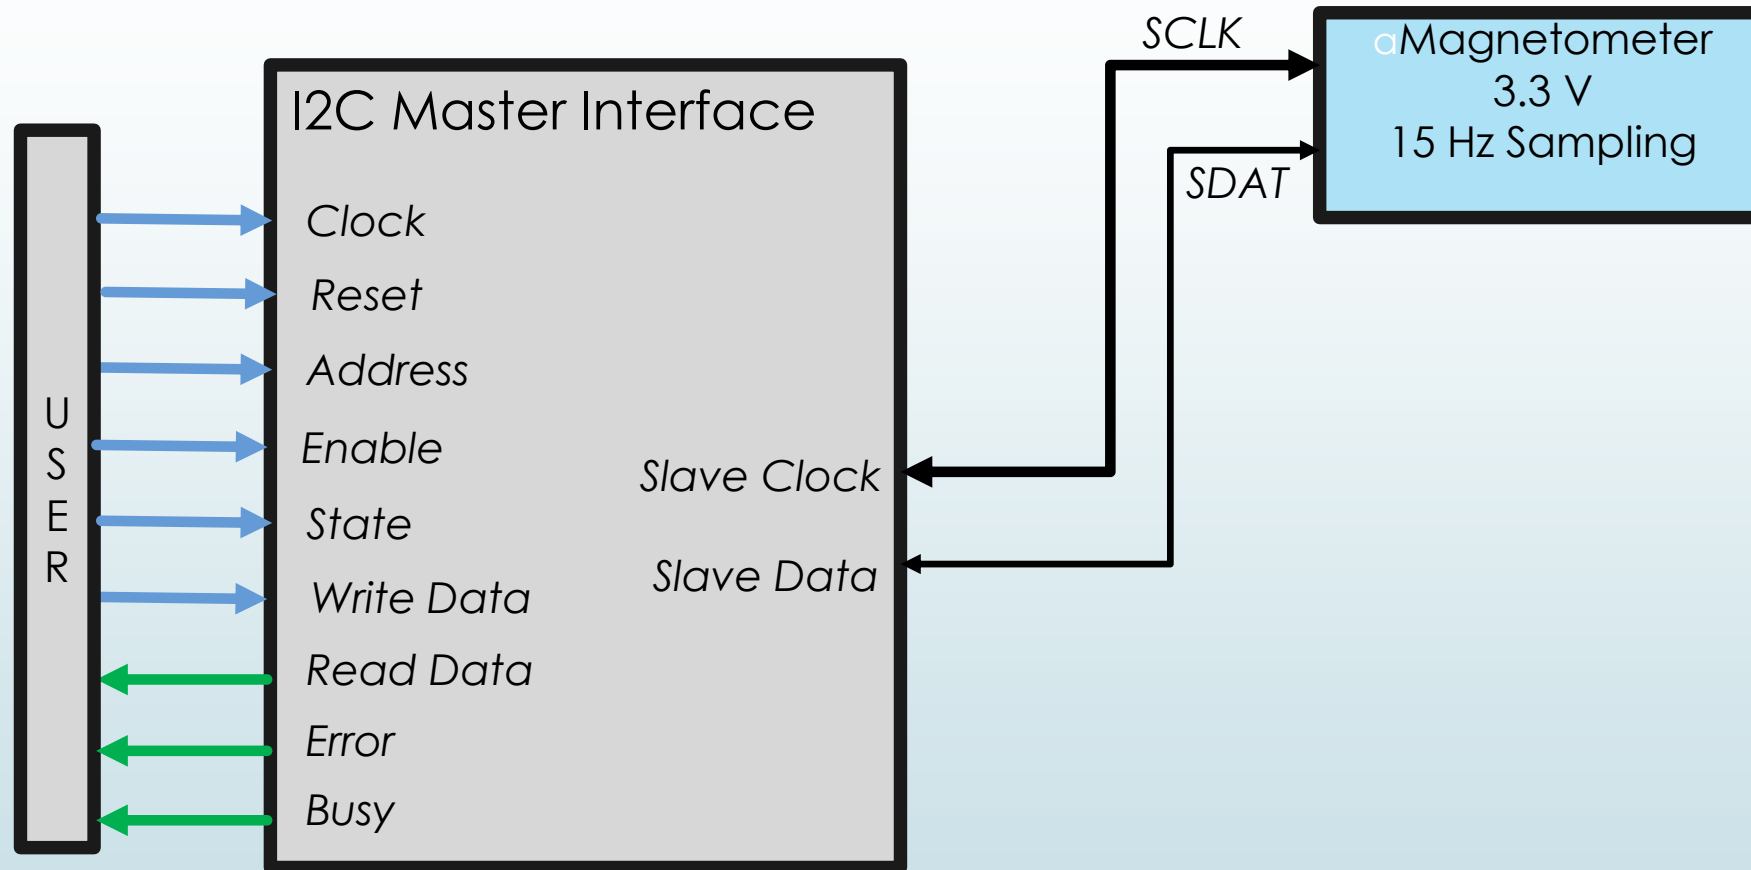 SCLK
aMagnetometer
3.3 V
15 Hz Sampling
SDAT
I2C Master Interface
Clock
Reset
Address
Enable
State
Write Data
Read Data
Error
Busy
Slave Clock
Slave Data
U
S
E
R